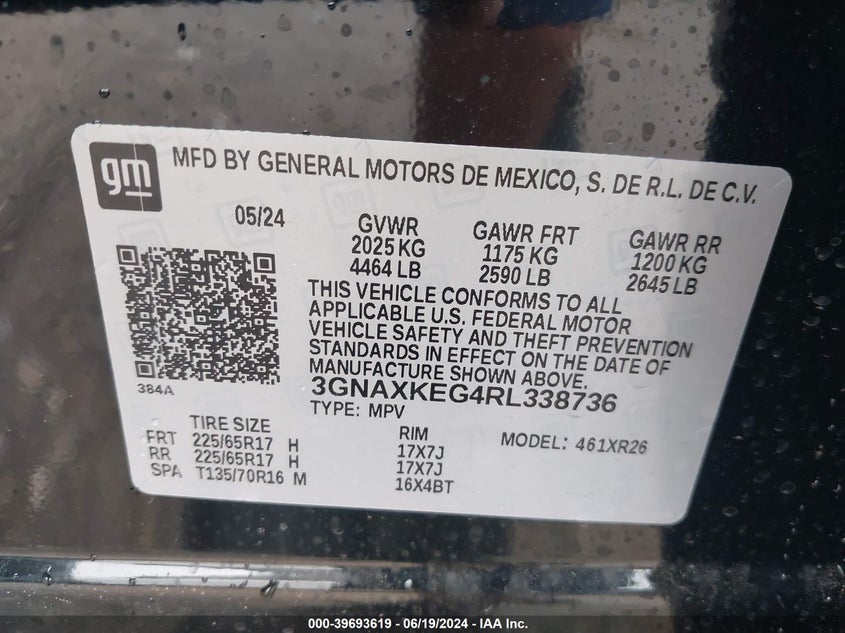 gm
MFD BY GENERAL MOTORS DE MEXICO, S. DE R.L. DE C.V.
05/24 GVWR GAWR FRT GAWR RR
2025 KG 1175 KG 1200 KG
4464 LB 2590 LB 2645 LB
THIS VEHICLE CONFORMS TO ALL
APPLICABLE U.S. FEDERAL MOTOR
VEHICLE SAFETY AND THEFT PREVENTION
STANDARDS IN EFFECT ON THE DATE OF
MANUFACTURE SHOWN ABOVE.
384A
3GNAXKEG4RL338736
TYPE: MPV
TIRE SIZE RIM MODEL: 461XR26
FRT 225/65R17 H 17X7J
RR 225/65R17 H 17X7J
SPA T135/70R16 M 16X4BT
000-39693619 - 06/19/2024 - IAA Inc.